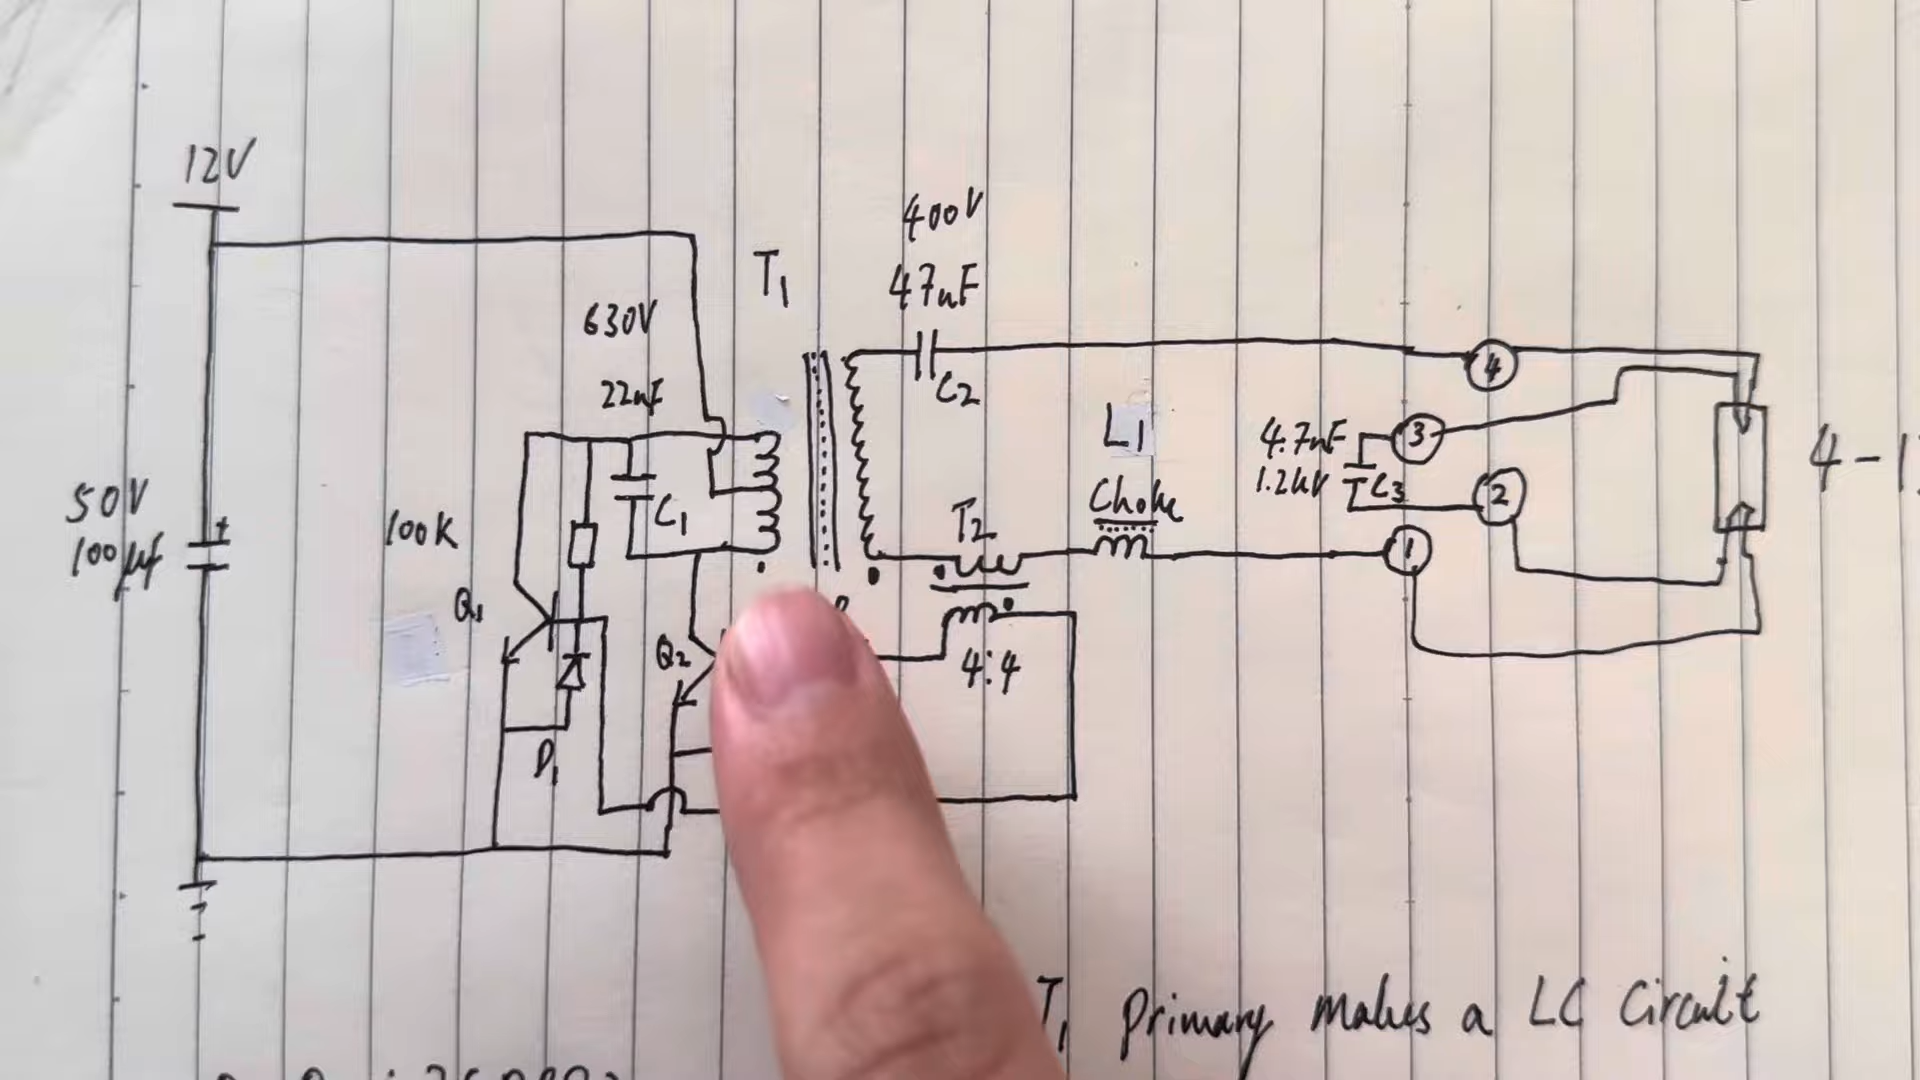 12V
400V
T1
47nF
630V
22nF
C2
L1
4
3
4.7nF
1.2kV
C3
2
50V
+
100µF
100K
C1
T2
Choke
1
Q1
Q2
4:4
D1
T1 Primary makes a LC Circuit